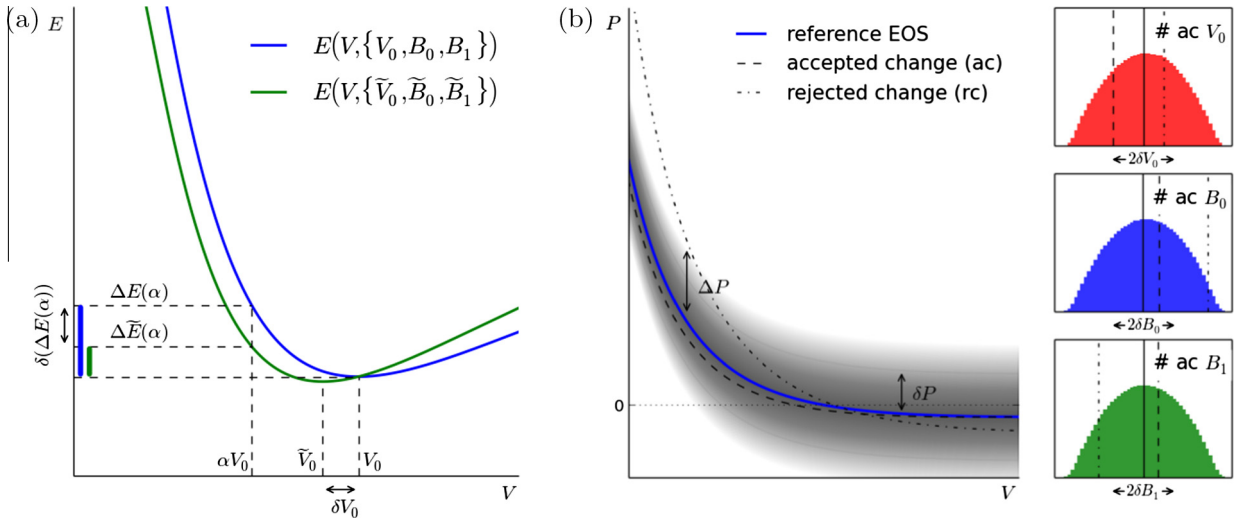 (a)
E
E(V,{V₀,B₀,B₁})
E(V,{Ṽ₀,B̃₀,B̃₁})
ΔE(α)
ΔẼ(α)
δ(ΔE(α))
αV₀
Ṽ₀
V₀
V
δV₀
(b)
P
reference EOS
accepted change (ac)
rejected change (rc)
ΔP
δP
0
V
# ac V₀
2δV₀
# ac B₀
2δB₀
# ac B₁
2δB₁